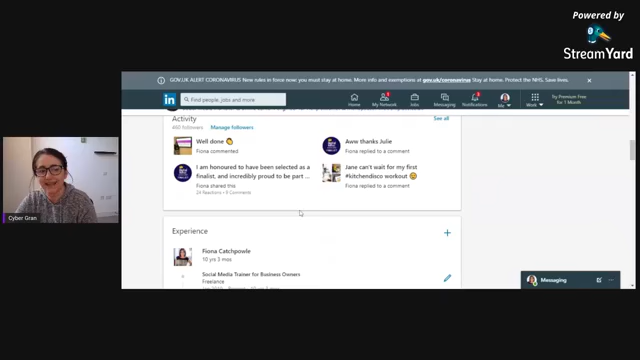 Powered by
StreamYard
GOV.UK ALERT CORONAVIRUS New rules in force now: you must stay at home. More info and exemptions at gov.uk/coronavirus Stay at home. Protect the NHS. Save lives.
in
Find people, jobs and more
Home
My Network
Jobs
Messaging
Notifications
Me
Work
Try Premium Free
for 1 Month
Activity
See all
460 followers Manage followers
Well done
Fiona commented
Aww thanks Julie
Fiona replied to a comment
I am honoured to have been selected as a
finalist, and incredibly proud to be part ...
Fiona shared this
24 Reactions • 9 Comments
Jane can't wait for my first
#kitchendisco workout
Fiona replied to a comment
Cyber Gran
Experience
Fiona Catchpowle
10 yrs 3 mos
Social Media Trainer for Business Owners
Freelance
Messaging